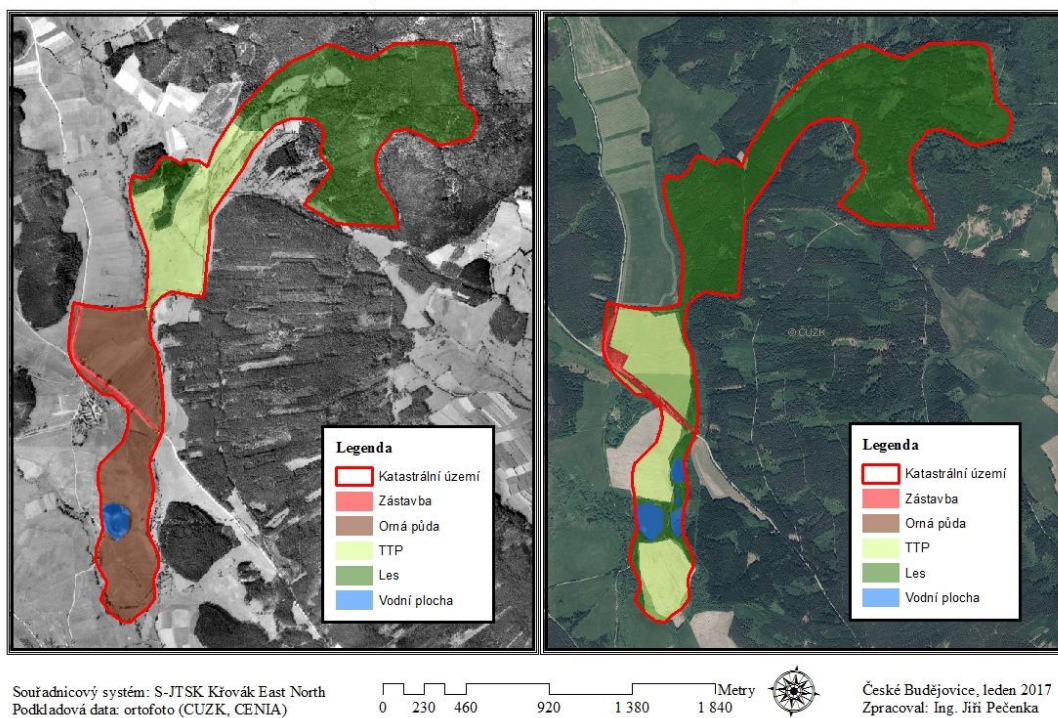 Legenda
Katastrální území
Zástavba
Orná půda
TTP
Les
Vodní plocha
© ČÚZK
Legenda
Katastrální území
Zástavba
Orná půda
TTP
Les
Vodní plocha
Souřadnicový systém: S-JTSK Křovák East North
Podkladová data: ortofoto (CUZK, CENIA)
Metry
0 230 460 920 1 380 1 840
České Budějovice, leden 2017
Zpracoval: Ing. Jiří Pečenka